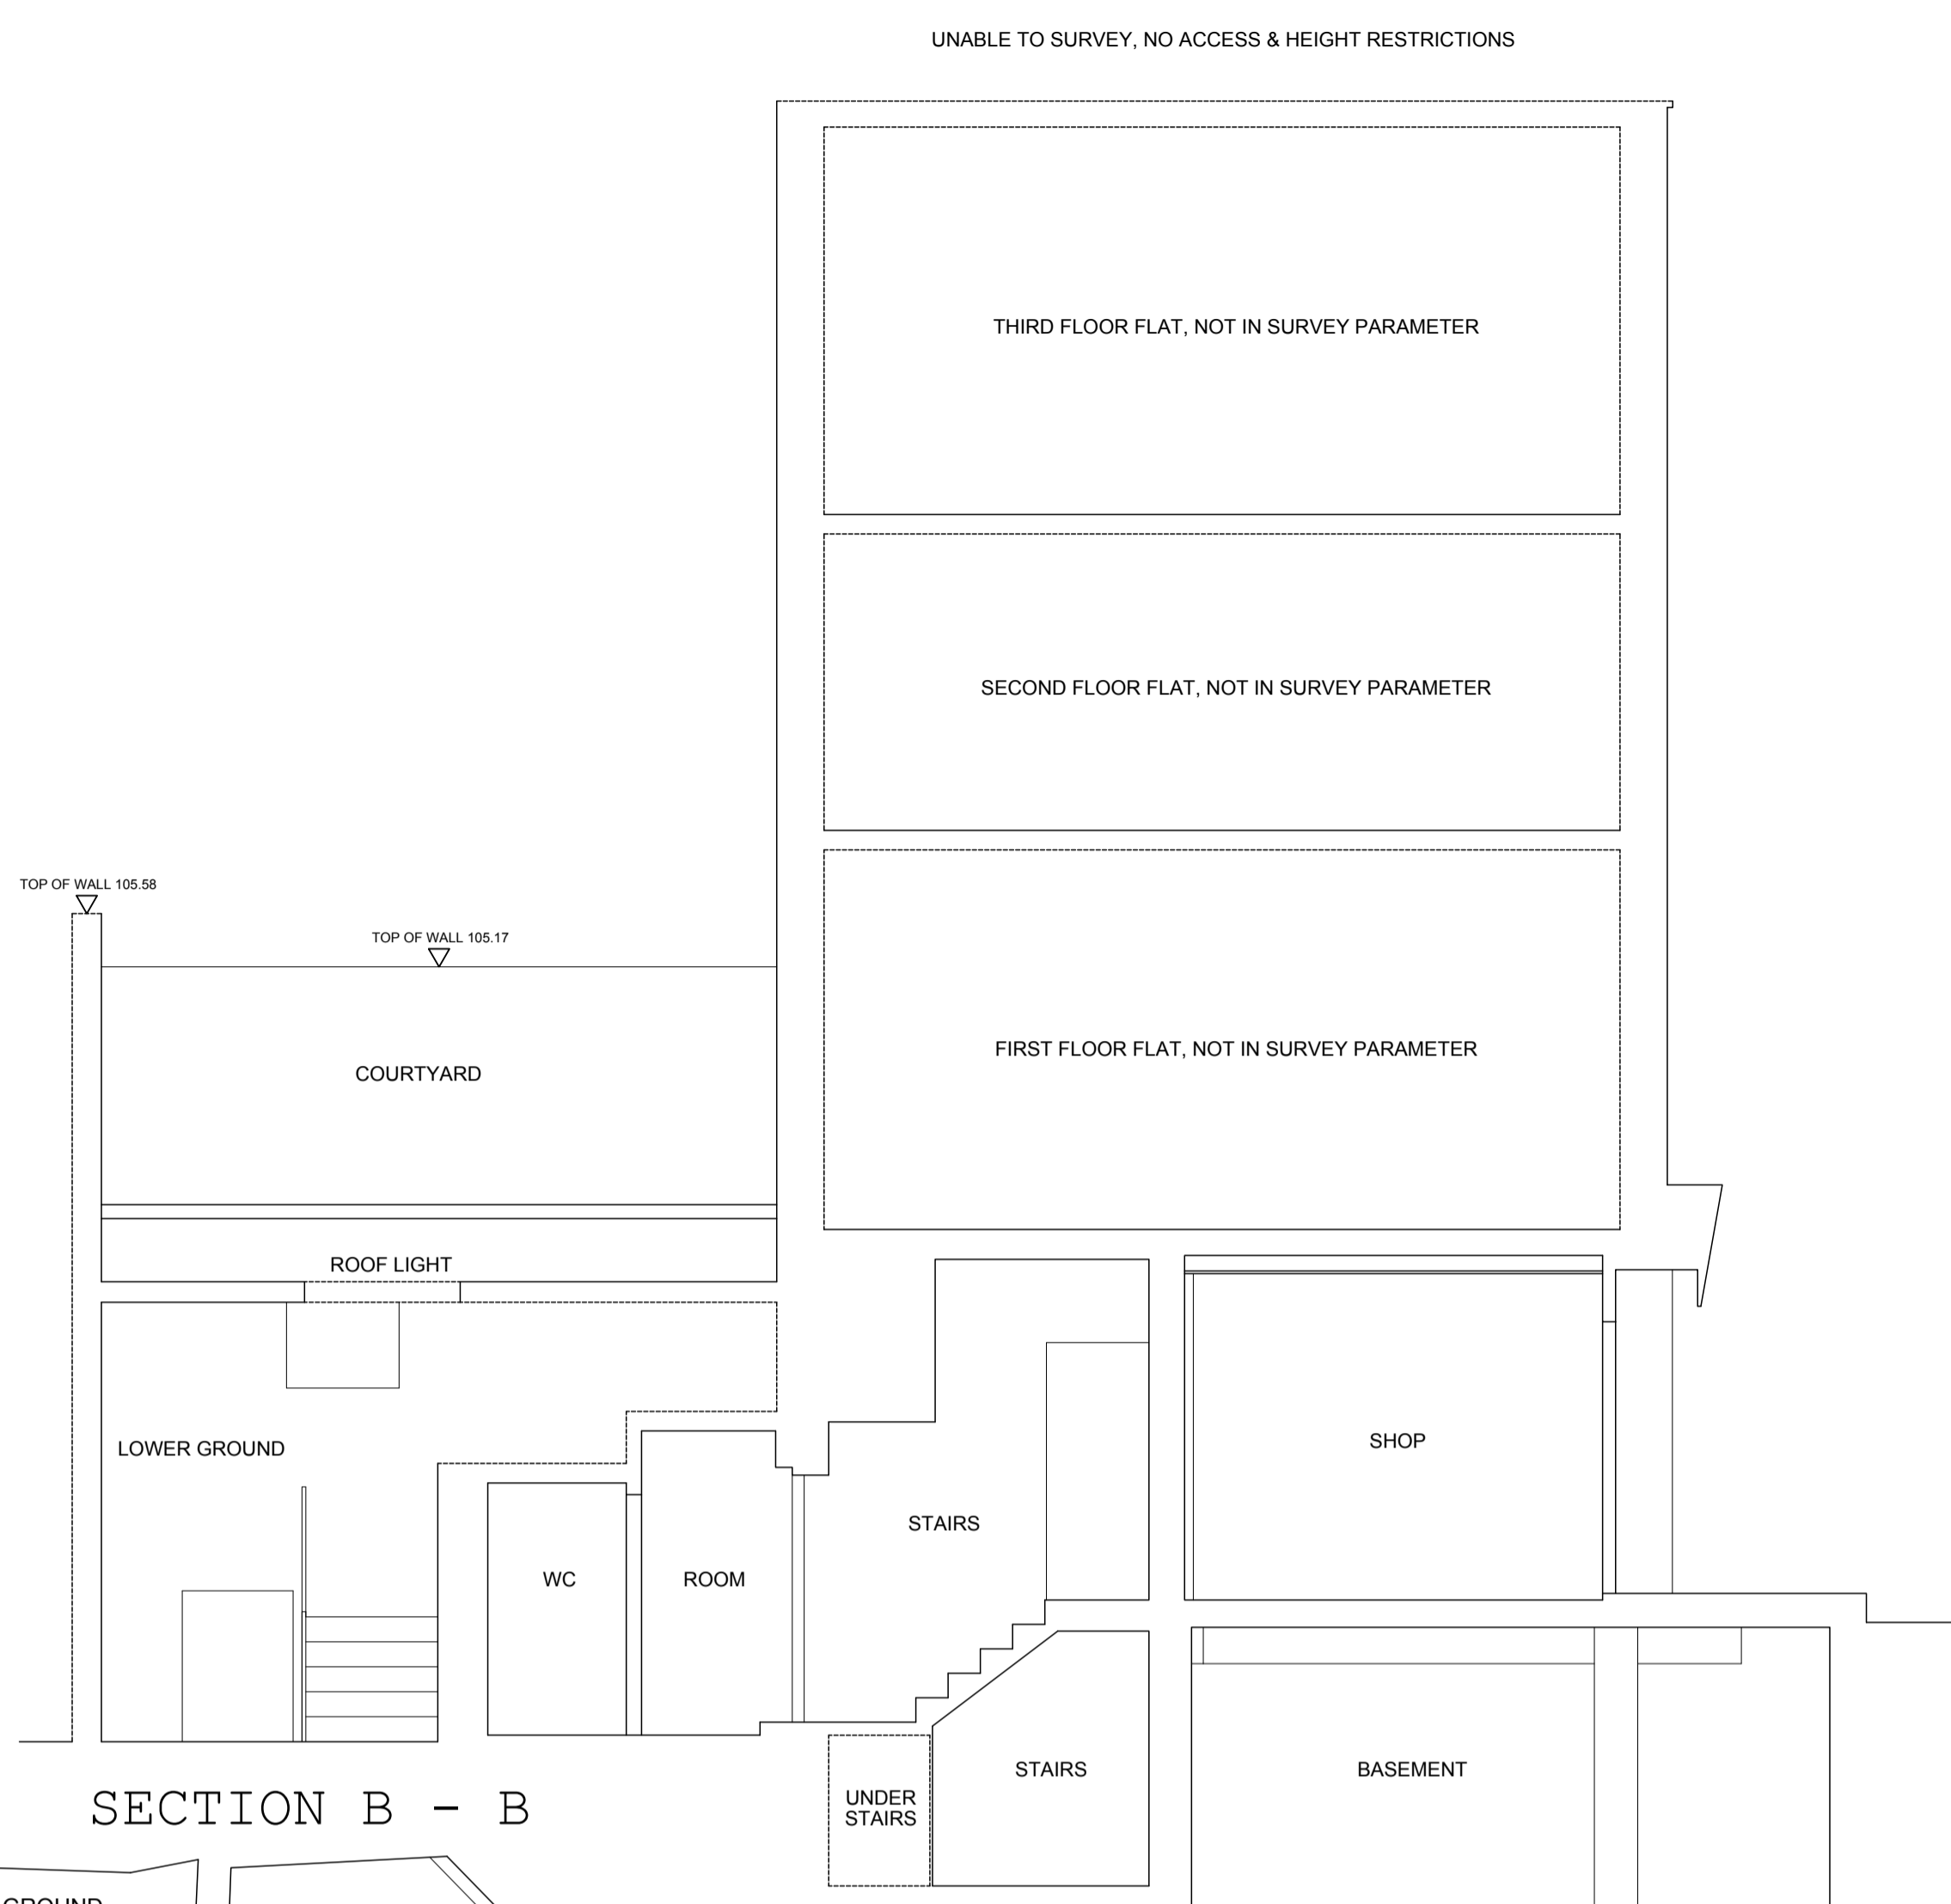 UNABLE TO SURVEY, NO ACCESS & HEIGHT RESTRICTIONS
THIRD FLOOR FLAT, NOT IN SURVEY PARAMETER
SECOND FLOOR FLAT, NOT IN SURVEY PARAMETER
TOP OF WALL 105.58
TOP OF WALL 105.17
FIRST FLOOR FLAT, NOT IN SURVEY PARAMETER
COURTYARD
ROOF LIGHT
LOWER GROUND
SHOP
STAIRS
WC
ROOM
STAIRS
BASEMENT
UNDER
STAIRS
SECTION B - B
GROUND